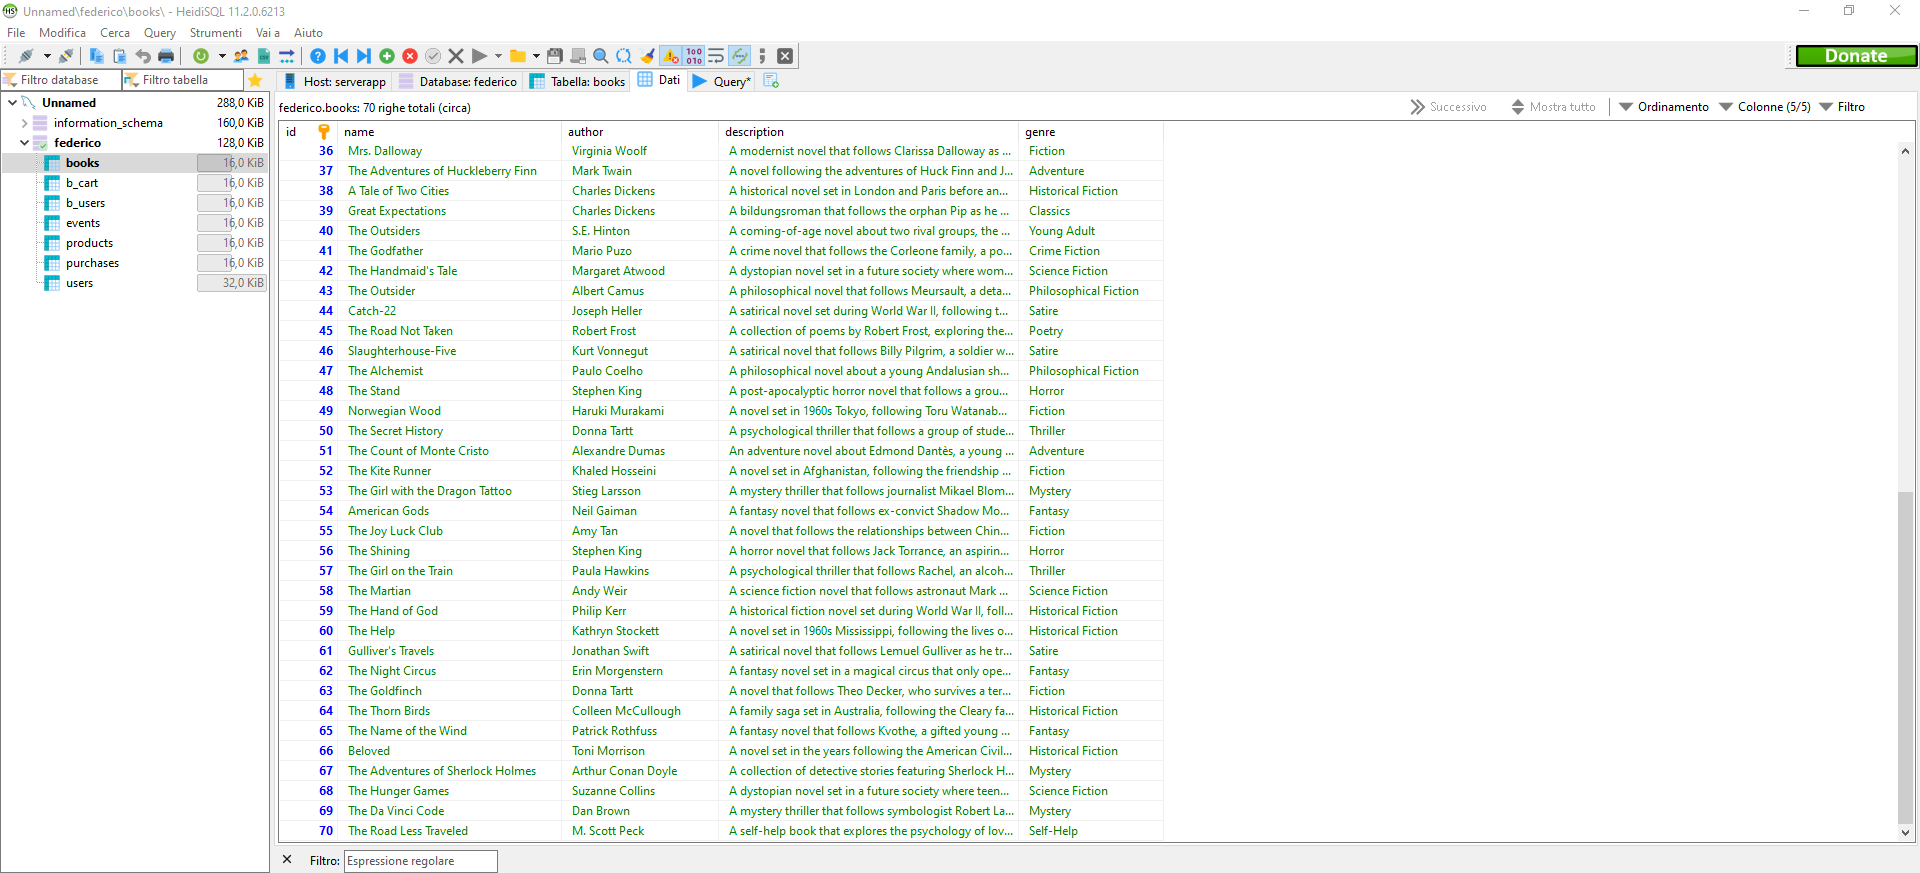 Unnamed\federico\books\ - HeidiSQL 11.2.0.6213
File Modifica Cerca Query Strumenti Vai a Aiuto
Donate
Filtro database Filtro tabella
Host: serverapp Database: federico Tabella: books Dati Query*
Unnamed 288,0 KiB
information_schema 160,0 KiB
federico 128,0 KiB
books 16,0 KiB
b_cart 16,0 KiB
b_users 16,0 KiB
events 16,0 KiB
products 16,0 KiB
purchases 16,0 KiB
users 32,0 KiB
federico.books: 70 righe totali (circa) Successivo Mostra tutto Ordinamento Colonne (5/5) Filtro
id name author description genre
36 Mrs. Dalloway Virginia Woolf A modernist novel that follows Clarissa Dalloway as ... Fiction
37 The Adventures of Huckleberry Finn Mark Twain A novel following the adventures of Huck Finn and J... Adventure
38 A Tale of Two Cities Charles Dickens A historical novel set in London and Paris before an... Historical Fiction
39 Great Expectations Charles Dickens A bildungsroman that follows the orphan Pip as he ... Classics
40 The Outsiders S.E. Hinton A coming-of-age novel about two rival groups, the ... Young Adult
41 The Godfather Mario Puzo A crime novel that follows the Corleone family, a po... Crime Fiction
42 The Handmaid's Tale Margaret Atwood A dystopian novel set in a future society where wom... Science Fiction
43 The Outsider Albert Camus A philosophical novel that follows Meursault, a deta... Philosophical Fiction
44 Catch-22 Joseph Heller A satirical novel set during World War II, following t... Satire
45 The Road Not Taken Robert Frost A collection of poems by Robert Frost, exploring the... Poetry
46 Slaughterhouse-Five Kurt Vonnegut A satirical novel that follows Billy Pilgrim, a soldier w... Satire
47 The Alchemist Paulo Coelho A philosophical novel about a young Andalusian sh... Philosophical Fiction
48 The Stand Stephen King A post-apocalyptic horror novel that follows a grou... Horror
49 Norwegian Wood Haruki Murakami A novel set in 1960s Tokyo, following Toru Watanab... Fiction
50 The Secret History Donna Tartt A psychological thriller that follows a group of stude... Thriller
51 The Count of Monte Cristo Alexandre Dumas An adventure novel about Edmond Dantès, a young ... Adventure
52 The Kite Runner Khaled Hosseini A novel set in Afghanistan, following the friendship ... Fiction
53 The Girl with the Dragon Tattoo Stieg Larsson A mystery thriller that follows journalist Mikael Blom... Mystery
54 American Gods Neil Gaiman A fantasy novel that follows ex-convict Shadow Mo... Fantasy
55 The Joy Luck Club Amy Tan A novel that follows the relationships between Chin... Fiction
56 The Shining Stephen King A horror novel that follows Jack Torrance, an aspirin... Horror
57 The Girl on the Train Paula Hawkins A psychological thriller that follows Rachel, an alcoh... Thriller
58 The Martian Andy Weir A science fiction novel that follows astronaut Mark ... Science Fiction
59 The Hand of God Philip Kerr A historical fiction novel set during World War II, foll... Historical Fiction
60 The Help Kathryn Stockett A novel set in 1960s Mississippi, following the lives o... Historical Fiction
61 Gulliver's Travels Jonathan Swift A satirical novel that follows Lemuel Gulliver as he tr... Satire
62 The Night Circus Erin Morgenstern A fantasy novel set in a magical circus that only ope... Fantasy
63 The Goldfinch Donna Tartt A novel that follows Theo Decker, who survives a ter... Fiction
64 The Thorn Birds Colleen McCullough A family saga set in Australia, following the Cleary fa... Historical Fiction
65 The Name of the Wind Patrick Rothfuss A fantasy novel that follows Kvothe, a gifted young ... Fantasy
66 Beloved Toni Morrison A novel set in the years following the American Civil... Historical Fiction
67 The Adventures of Sherlock Holmes Arthur Conan Doyle A collection of detective stories featuring Sherlock H... Mystery
68 The Hunger Games Suzanne Collins A dystopian novel set in a future society where teen... Science Fiction
69 The Da Vinci Code Dan Brown A mystery thriller that follows symbologist Robert La... Mystery
70 The Road Less Traveled M. Scott Peck A self-help book that explores the psychology of lov... Self-Help
Filtro: Espressione regolare